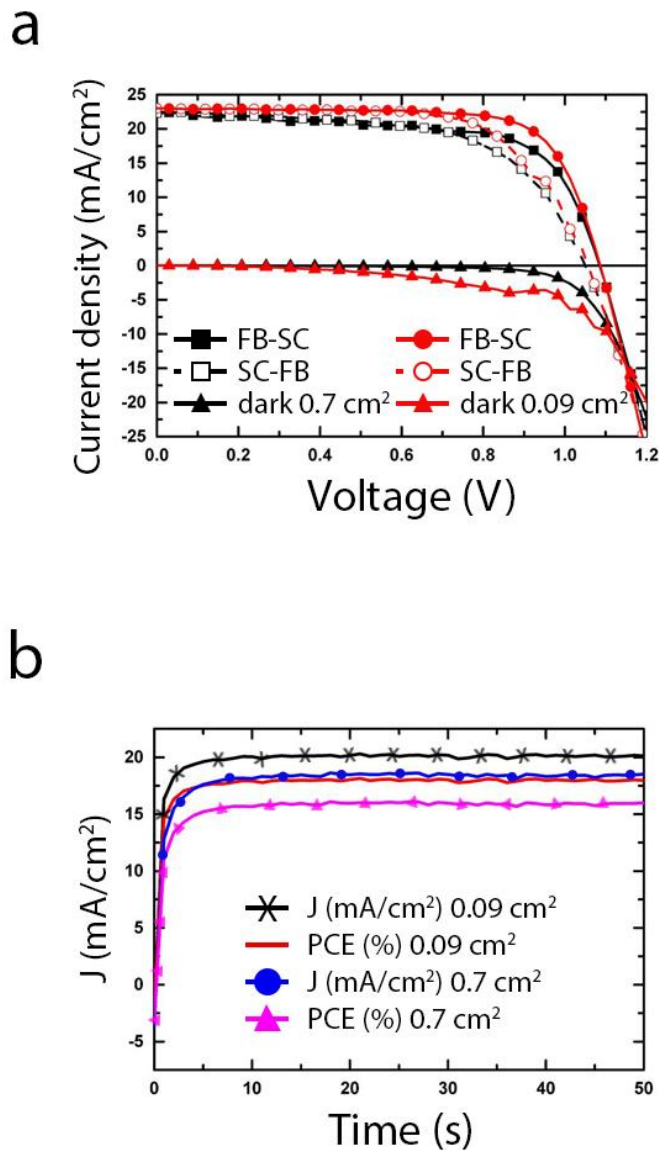 a
Current density (mA/cm²)
25
20
15
10
5
0
-5
-10
-15
-20
-25
FB-SC
FB-SC
SC-FB
SC-FB
dark 0.7 cm²
dark 0.09 cm²
0.0 0.2 0.4 0.6 0.8 1.0 1.2
Voltage (V)
b
J (mA/cm²)
20
15
10
5
0
-5
J (mA/cm²) 0.09 cm²
PCE (%) 0.09 cm²
J (mA/cm²) 0.7 cm²
PCE (%) 0.7 cm²
0 10 20 30 40 50
Time (s)